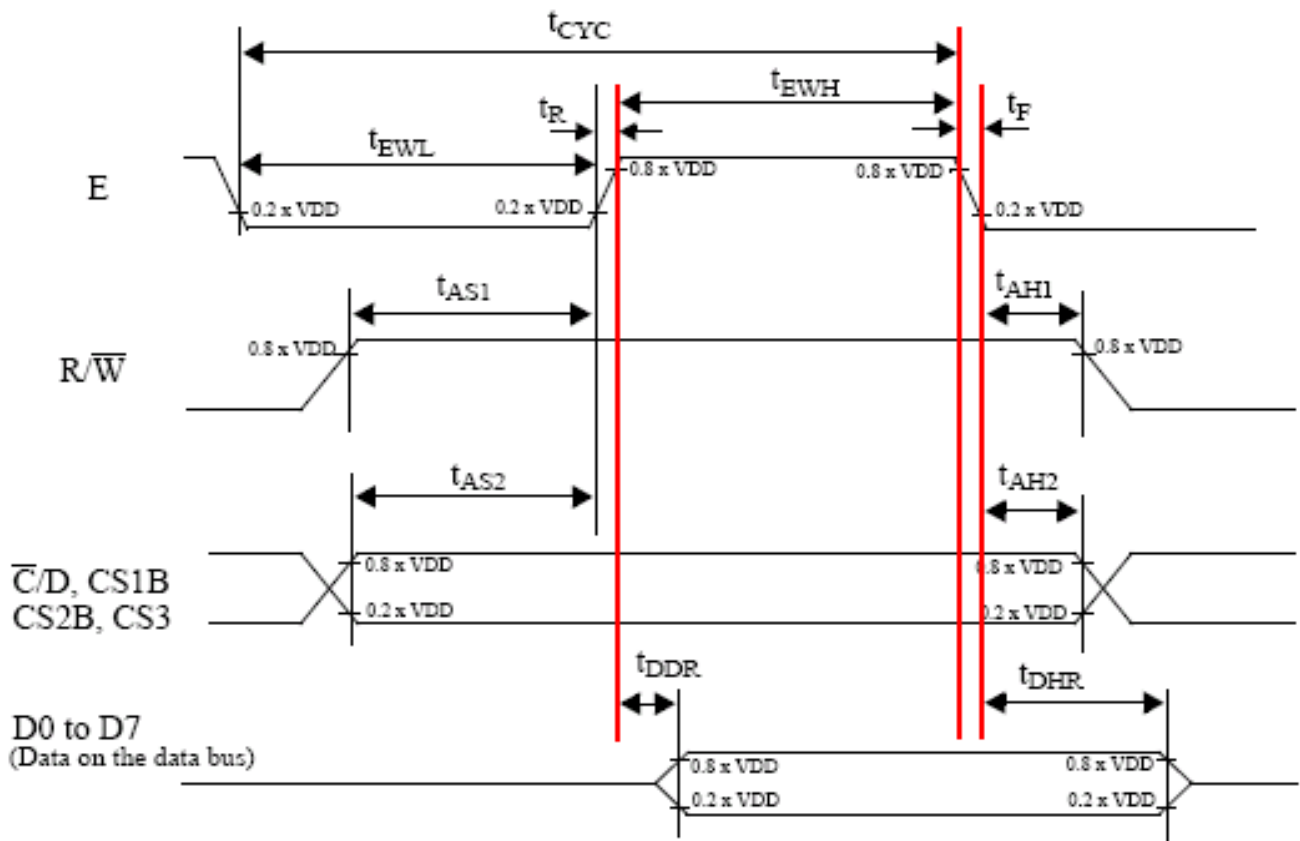 tCYC
tEWH
tR
tF
tEWL
E
0.8 x VDD
0.8 x VDD
0.2 x VDD
0.2 x VDD
0.2 x VDD
tAS1
tAH1
0.8 x VDD
0.8 x VDD
R/W̅
tAS2
tAH2
C̅/D, CS1B
CS2B, CS3
0.8 x VDD
0.8 x VDD
0.2 x VDD
0.2 x VDD
tDDR
tDHR
D0 to D7
(Data on the data bus)
0.8 x VDD
0.8 x VDD
0.2 x VDD
0.2 x VDD